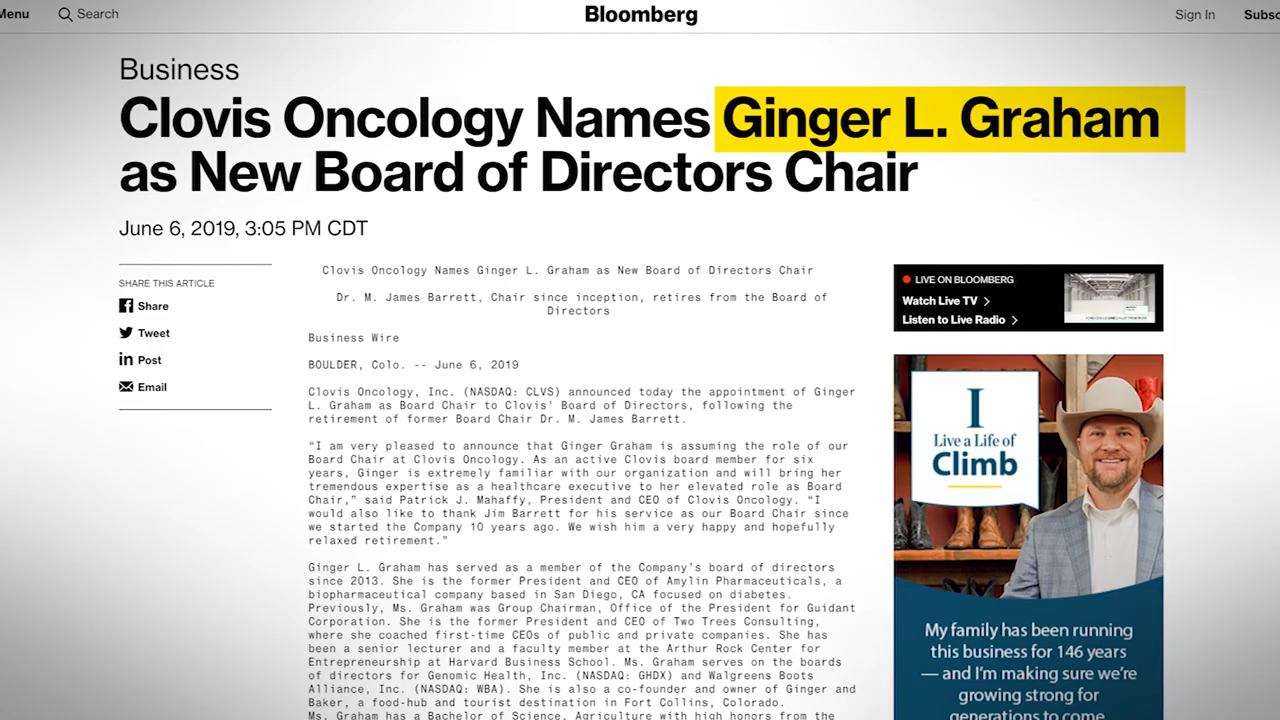 Menu
Search
Bloomberg
Sign In
Business
Clovis Oncology Names Ginger L. Graham
as New Board of Directors Chair
June 6, 2019, 3:05 PM CDT
SHARE THIS ARTICLE
Share
Tweet
Post
Email
Clovis Oncology Names Ginger L. Graham as New Board of Directors Chair
Dr. M. James Barrett, Chair since inception, retires from the Board of
Directors
Business Wire
BOULDER, Colo. -- June 6, 2019
Clovis Oncology, Inc. (NASDAQ: CLVS) announced today the appointment of Ginger
L. Graham as Board Chair to Clovis’ Board of Directors, following the
retirement of former Board Chair Dr. M. James Barrett.
“I am very pleased to announce that Ginger Graham is assuming the role of our
Board Chair at Clovis Oncology. As an active Clovis board member for six
years, Ginger is extremely familiar with our organization and will bring her
tremendous expertise as a healthcare executive to her elevated role as Board
Chair,” said Patrick J. Mahaffy, President and CEO of Clovis Oncology. “I
would also like to thank Jim Barrett for his service as our Board Chair since
we started the Company 10 years ago. We wish him a very happy and hopefully
relaxed retirement.”
Ginger L. Graham has served as a member of the Company’s board of directors
since 2013. She is the former President and CEO of Amylin Pharmaceuticals, a
biopharmaceutical company based in San Diego, CA focused on diabetes.
Previously, Ms. Graham was Group Chairman, Office of the President for Guidant
Corporation. She is the former President and CEO of Two Trees Consulting,
where she coached first-time CEOs of public and private companies. She has
been a senior lecturer and a faculty member at the Arthur Rock Center for
Entrepreneurship at Harvard Business School. Ms. Graham serves on the boards
of directors for Genomic Health, Inc. (NASDAQ: GHDX) and Walgreens Boots
Alliance, Inc. (NASDAQ: WBA). She is also a co-founder and owner of Ginger and
Baker, a food-hub and tourist destination in Fort Collins, Colorado.
Ms. Graham has a Bachelor of Science, Agriculture with high honors from the
LIVE ON BLOOMBERG
Watch Live TV
Listen to Live Radio
I
Live a Life of
Climb
My family has been running
this business for 146 years
— and I’m making sure we’re
growing strong for
generations to come